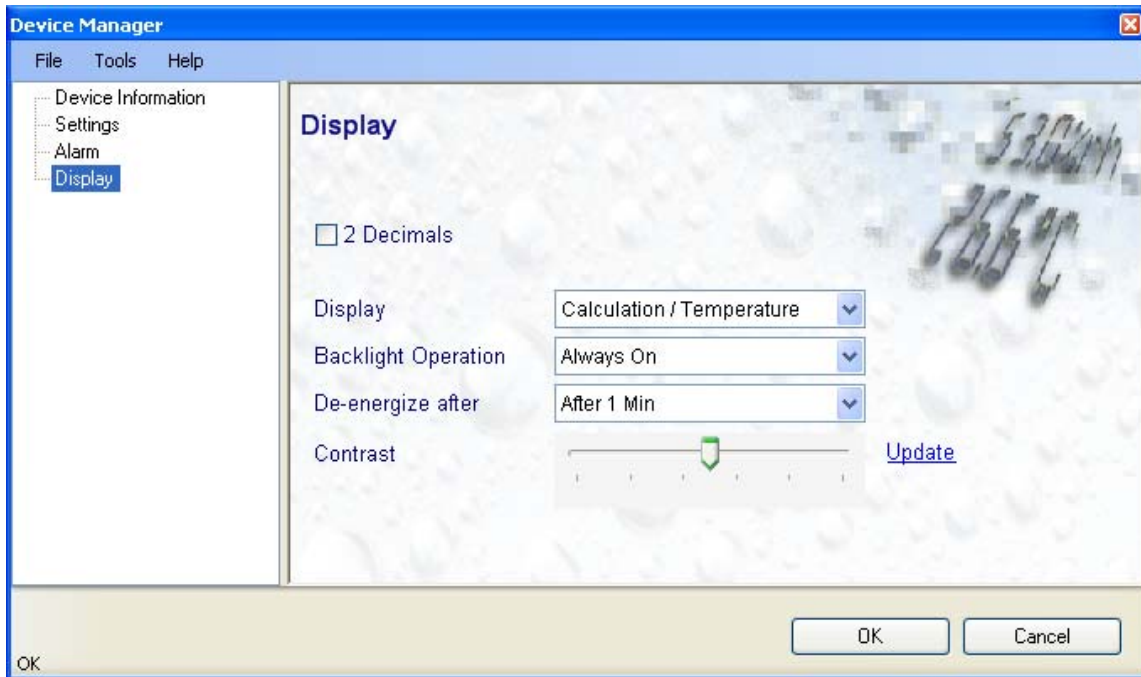 Device Manager
File Tools Help
Device Information
Settings
Alarm
Display
Display
2 Decimals
Display Calculation / Temperature
Backlight Operation Always On
De-energize after After 1 Min
Contrast Update
OK Cancel
OK